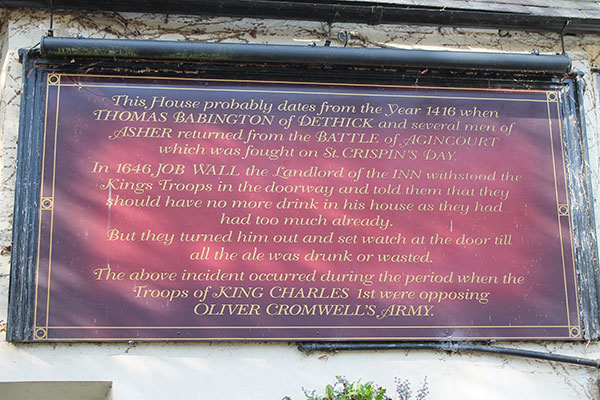 This House probably dates from the Year 1416 when
THOMAS BABINGTON of DETHICK and several men of
ASHER returned from the BATTLE of AGINCOURT
which was fought on St. CRISPIN'S DAY.
In 1646 JOB WALL the Landlord of the INN withstood the
Kings Troops in the doorway and told them that they
should have no more drink in his house as they had
had too much already.
But they turned him out and set watch at the door till
all the ale was drunk or wasted.
The above incident occurred during the period when the
Troops of KING CHARLES 1st were opposing
OLIVER CROMWELL'S ARMY.